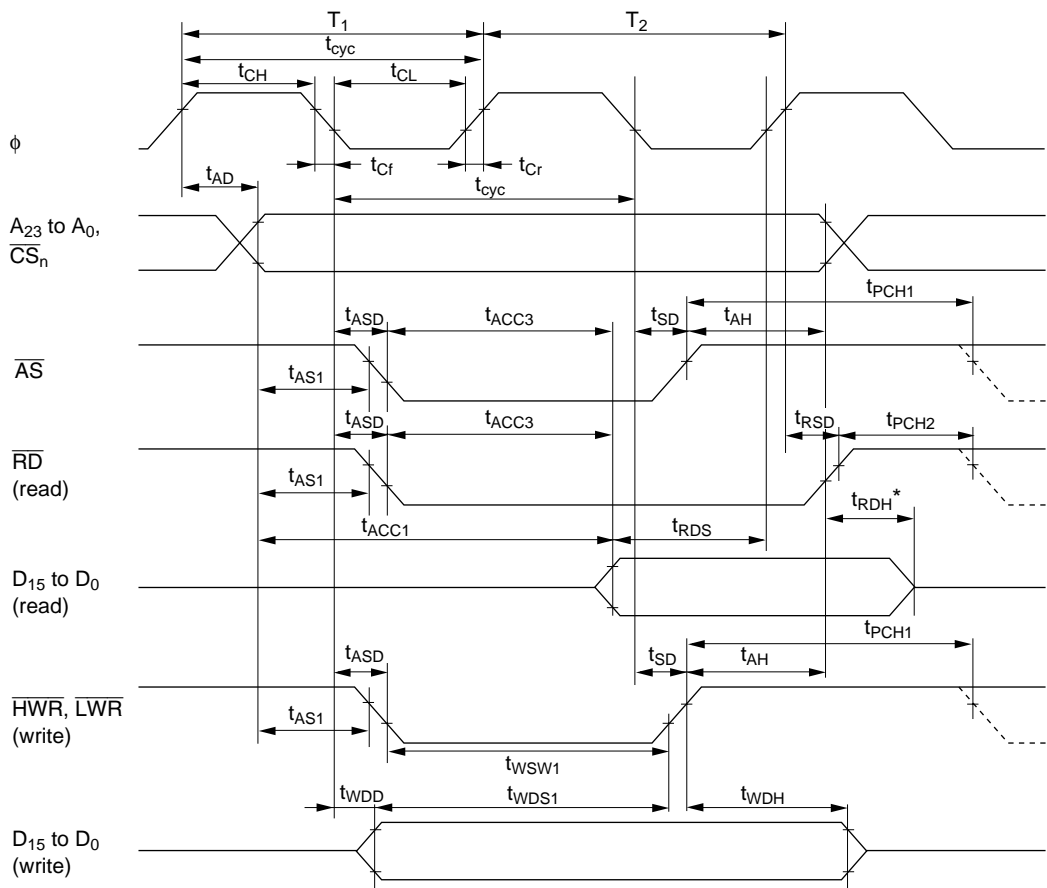 T1 T2
tcyc
tCH tCL
ϕ
tCf tCr
tAD
tcyc
A23 to A0,
CSn
tPCH1
tASD tACC3 tSD tAH
AS
tAS1
tASD tACC3 tRSD tPCH2
RD
(read)
tAS1
tRDH*
tACC1 tRDS
D15 to D0
(read)
tPCH1
tASD tSD tAH
HWR, LWR
(write)
tAS1
tWSW1
tWDD tWDS1 tWDH
D15 to D0
(write)